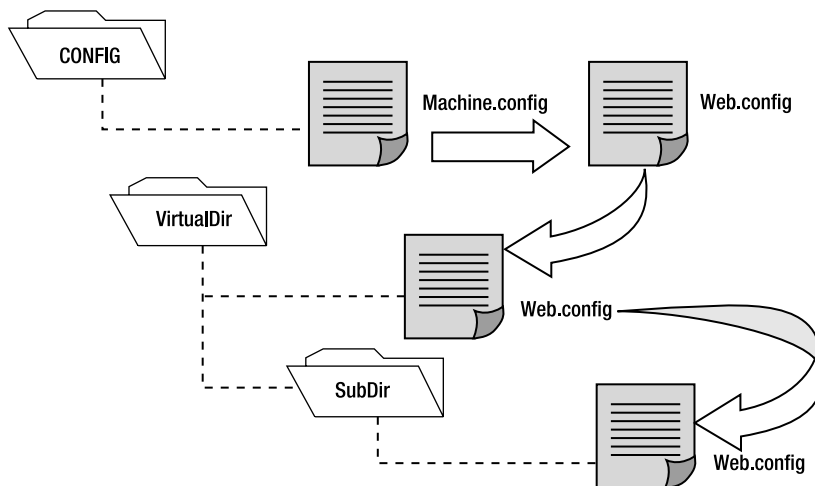 CONFIG
Machine.config
Web.config
VirtualDir
Web.config
SubDir
Web.config